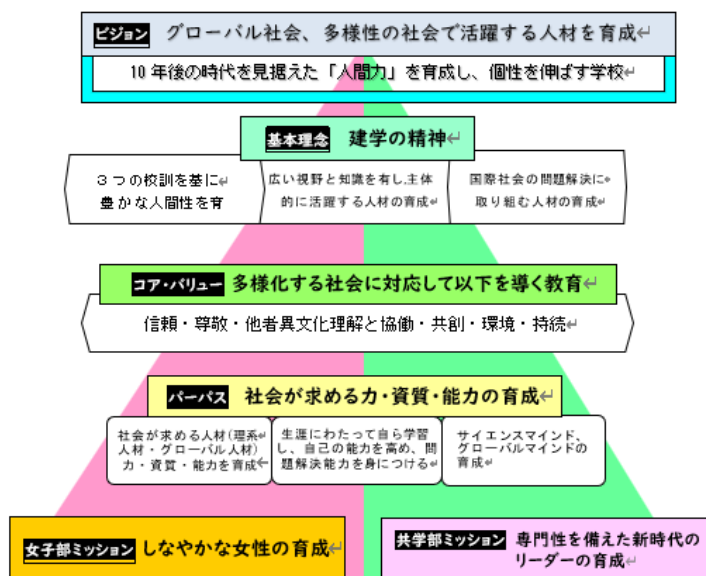 ビジョン グローバル社会、多様性の社会で活躍する人材を育成↵
10年後の時代を見据えた「人間力」を育成し、個性を伸ばす学校↵
基本理念 建学の精神↵
3つの校訓を基に↵
豊かな人間性を育
広い視野と知識を有し、主体
的に活躍する人材の育成↵
国際社会の問題解決に↵
取り組む人材の育成↵
コア・バリュー 多様化する社会に対応して以下を導く教育↵
信頼・尊敬・他者異文化理解と協働・共創・環境・持続↵
パーパス 社会が求める力・資質・能力の育成↵
社会が求める人材(理系↵
人材・グローバル人材)
力・資質・能力を育成↵
生涯にわたって自ら学習
し、自己の能力を高め、問
題解決能力を身につける↵
サイエンスマインド、
グローバルマインドの
育成↵
女子部ミッション しなやかな女性の育成↵
共学部ミッション 専門性を備えた新時代の
リーダーの育成↵